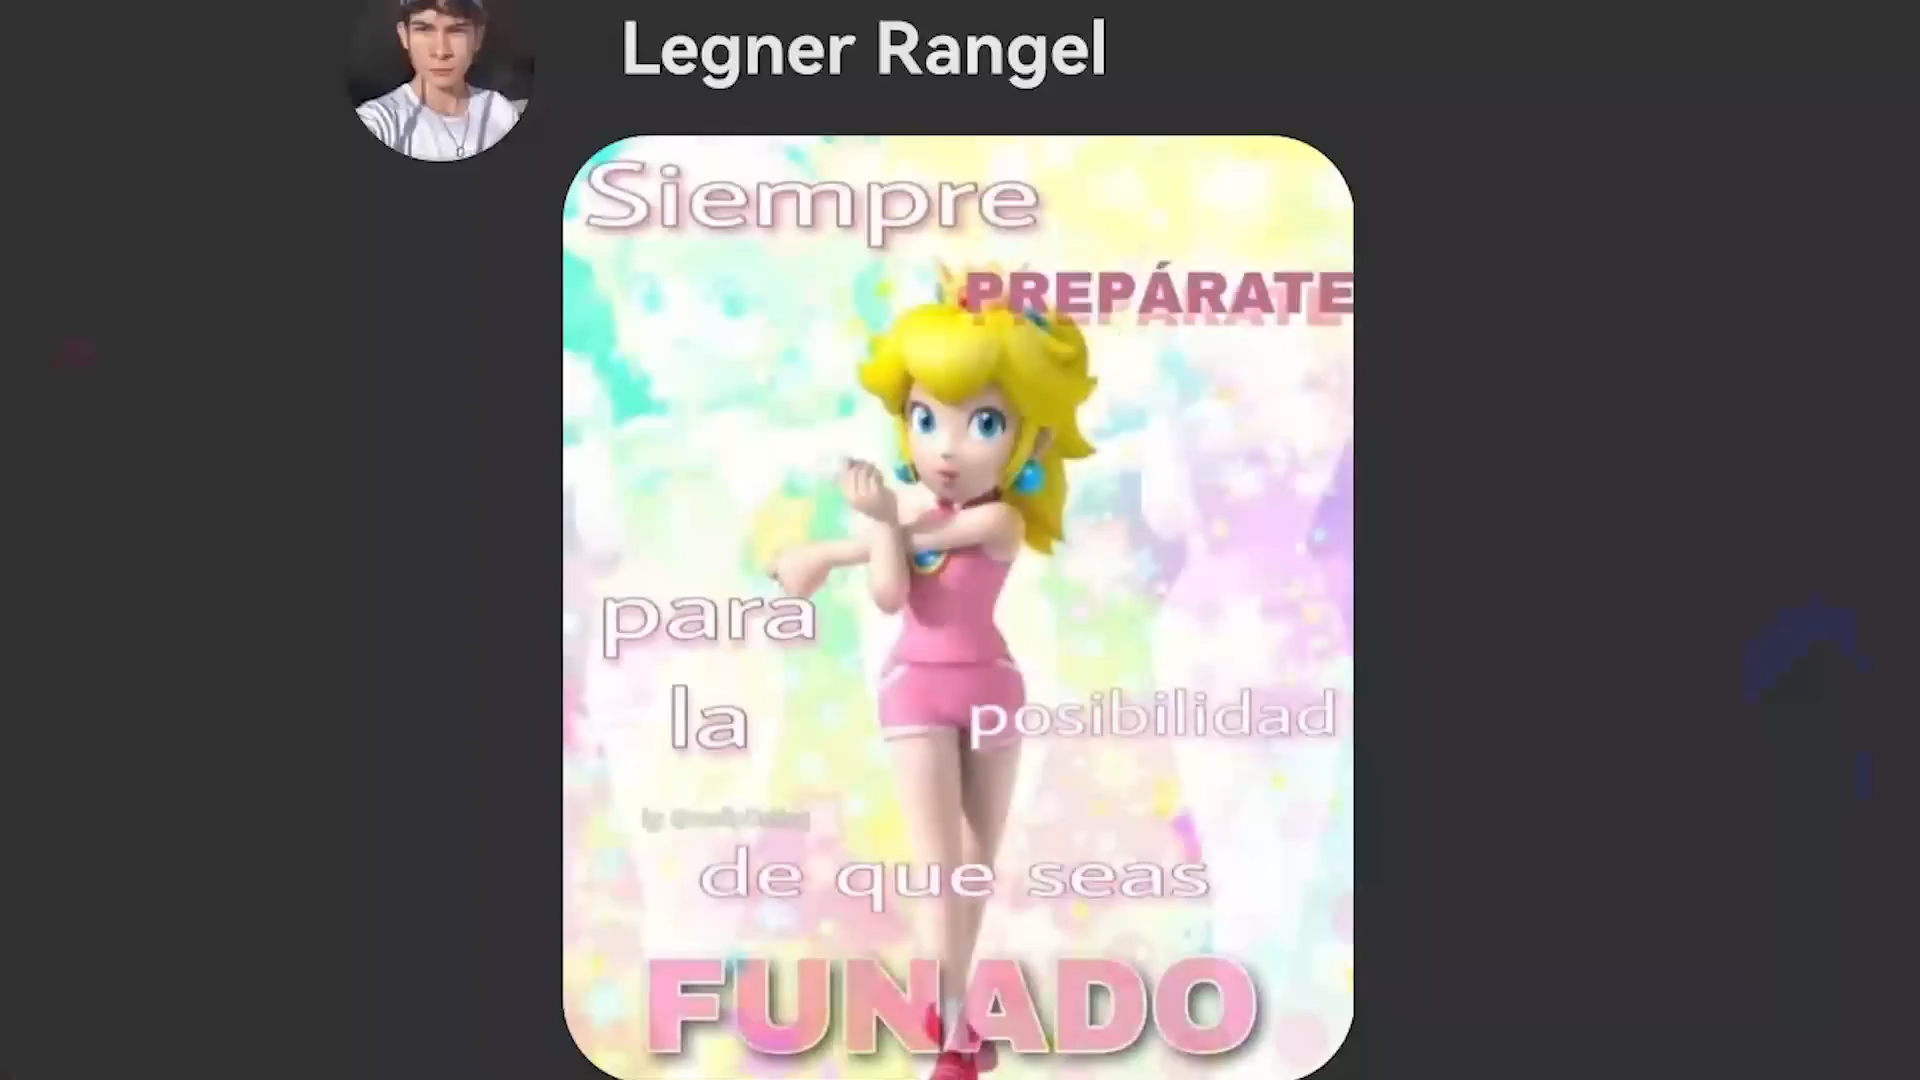 Legner Rangel
Siempre
PREPÁRATE
para
la
posibilidad
de que seas
FUNADO